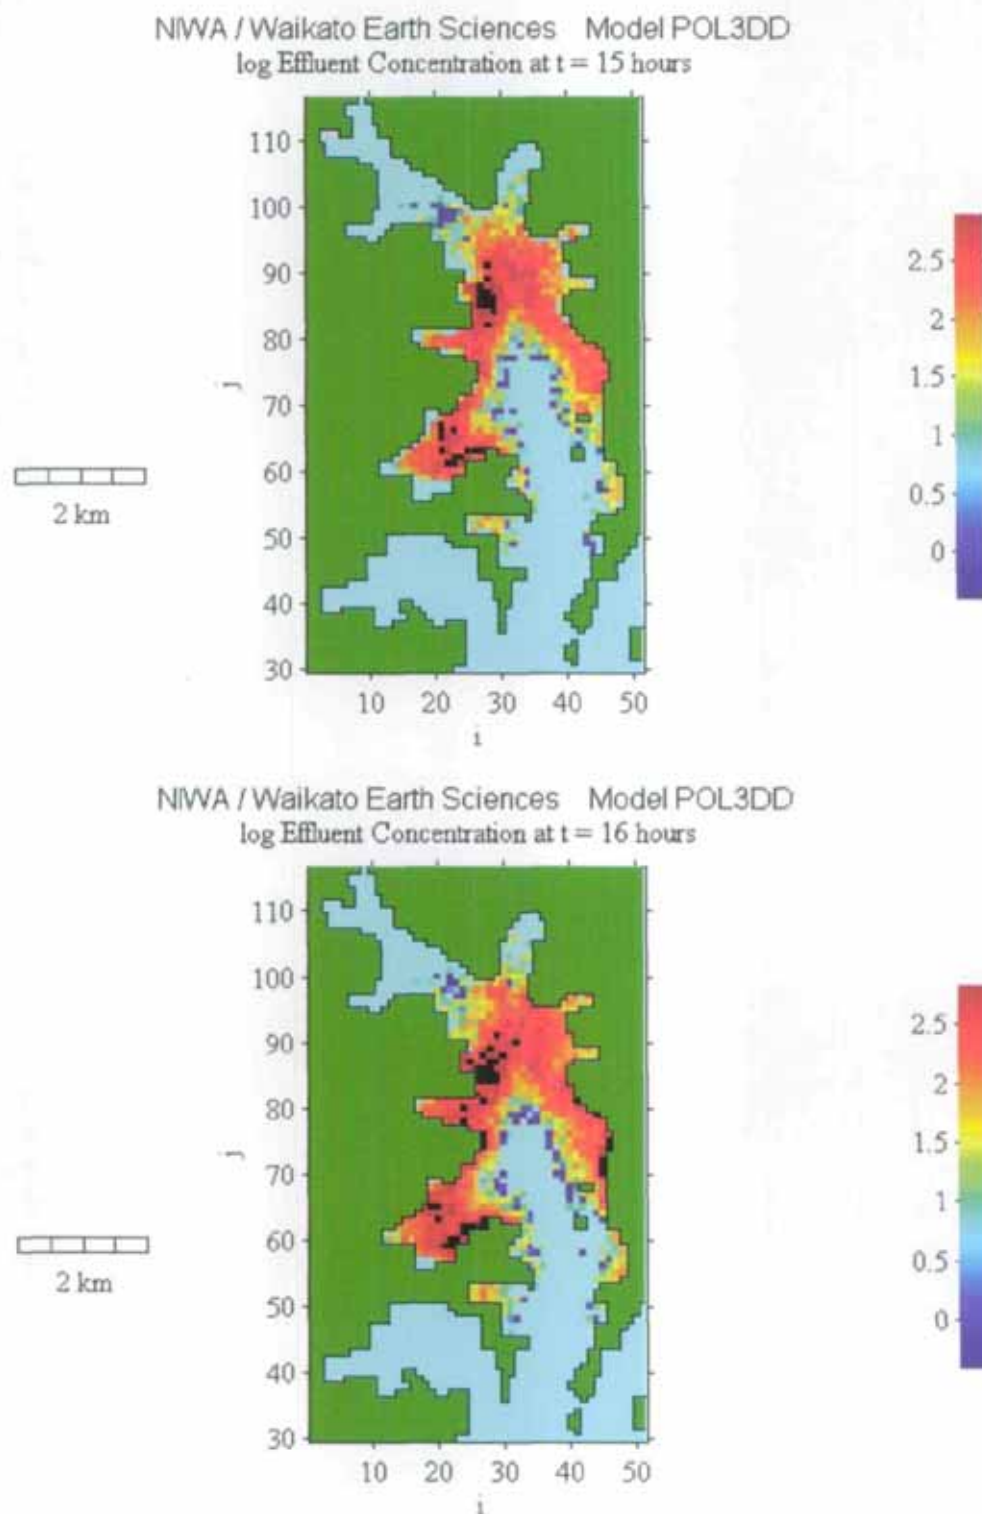 NIWA / Waikato Earth Sciences Model POL3DD
log Effluent Concentration at t = 15 hours
110
100
90
80
70
60
50
40
30
j
10 20 30 40 50
i
2 km
2.5
2
1.5
1
0.5
0
NIWA / Waikato Earth Sciences Model POL3DD
log Effluent Concentration at t = 16 hours
110
100
90
80
70
60
50
40
30
j
10 20 30 40 50
i
2 km
2.5
2
1.5
1
0.5
0